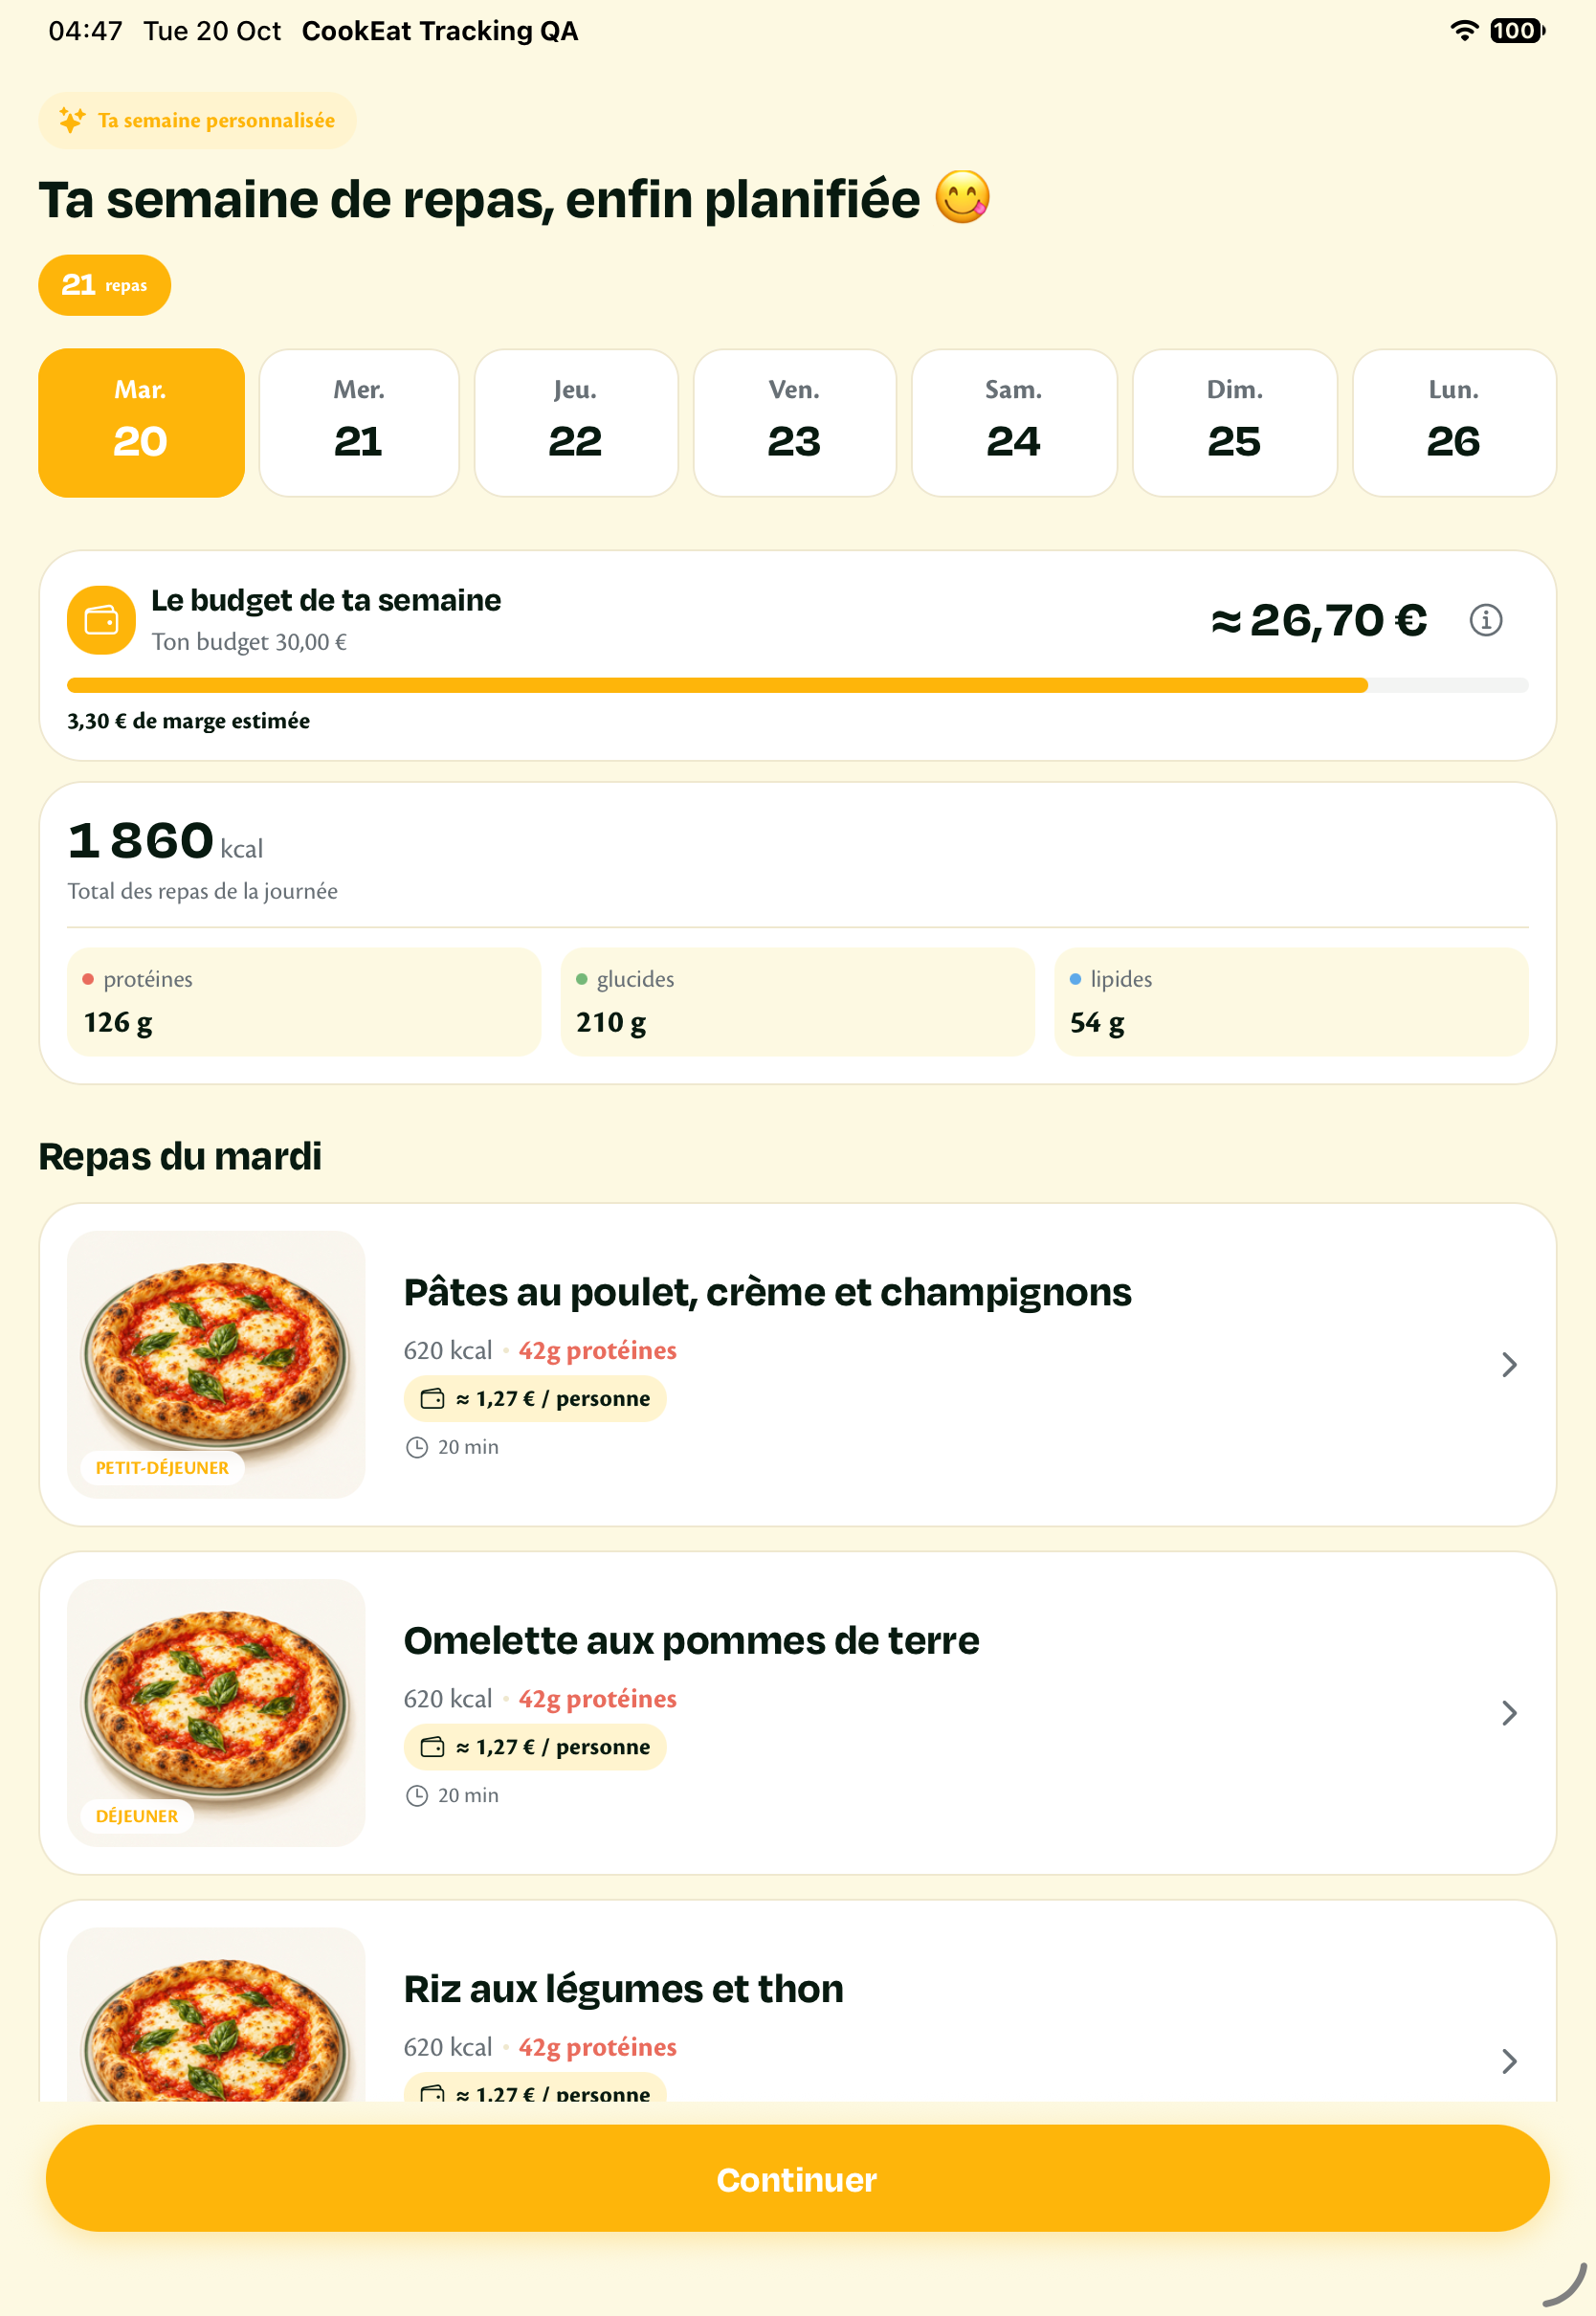 04:47 Tue 20 Oct CookEat Tracking QA
100
Ta semaine personnalisée
Ta semaine de repas, enfin planifiée 😋
21 repas
Mar.
20
Mer.
21
Jeu.
22
Ven.
23
Sam.
24
Dim.
25
Lun.
26
Le budget de ta semaine
Ton budget 30,00 €
≈ 26,70 €
3,30 € de marge estimée
1 860 kcal
Total des repas de la journée
protéines
126 g
glucides
210 g
lipides
54 g
Repas du mardi
Pâtes au poulet, crème et champignons
620 kcal • 42g protéines
≈ 1,27 € / personne
20 min
PETIT-DÉJEUNER
Omelette aux pommes de terre
620 kcal • 42g protéines
≈ 1,27 € / personne
20 min
DÉJEUNER
Riz aux légumes et thon
620 kcal • 42g protéines
≈ 1,27 € / personne
Continuer